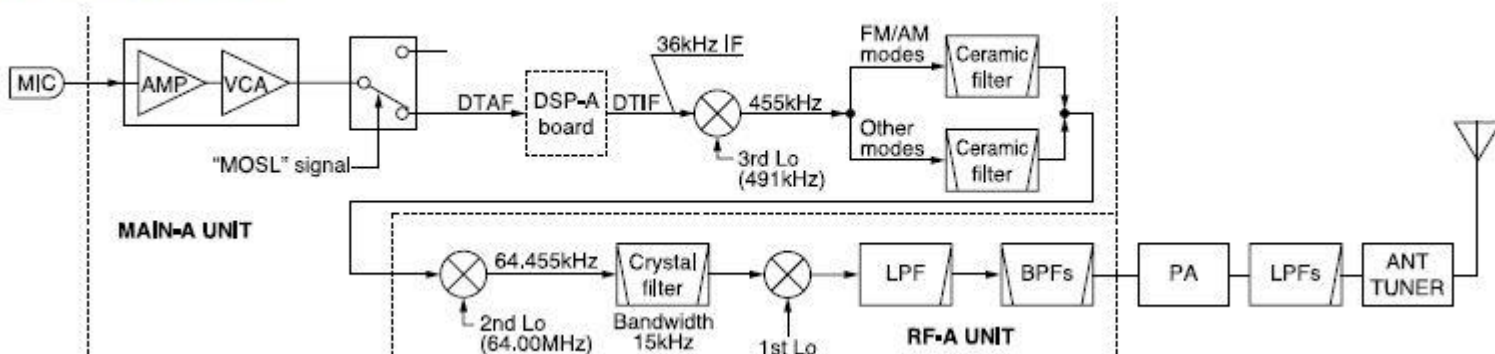 MIC
AMP
VCA
"MOSL" signal
DTAF
DSP-A
board
DTIF
36kHz IF
3rd Lo
(491kHz)
455kHz
FM/AM
modes
Ceramic
filter
Other
modes
Ceramic
filter
MAIN-A UNIT
2nd Lo
(64.00MHz)
64.455kHz
Crystal
filter
Bandwidth
15kHz
1st Lo
LPF
BPFs
RF-A UNIT
PA
LPFs
ANT
TUNER